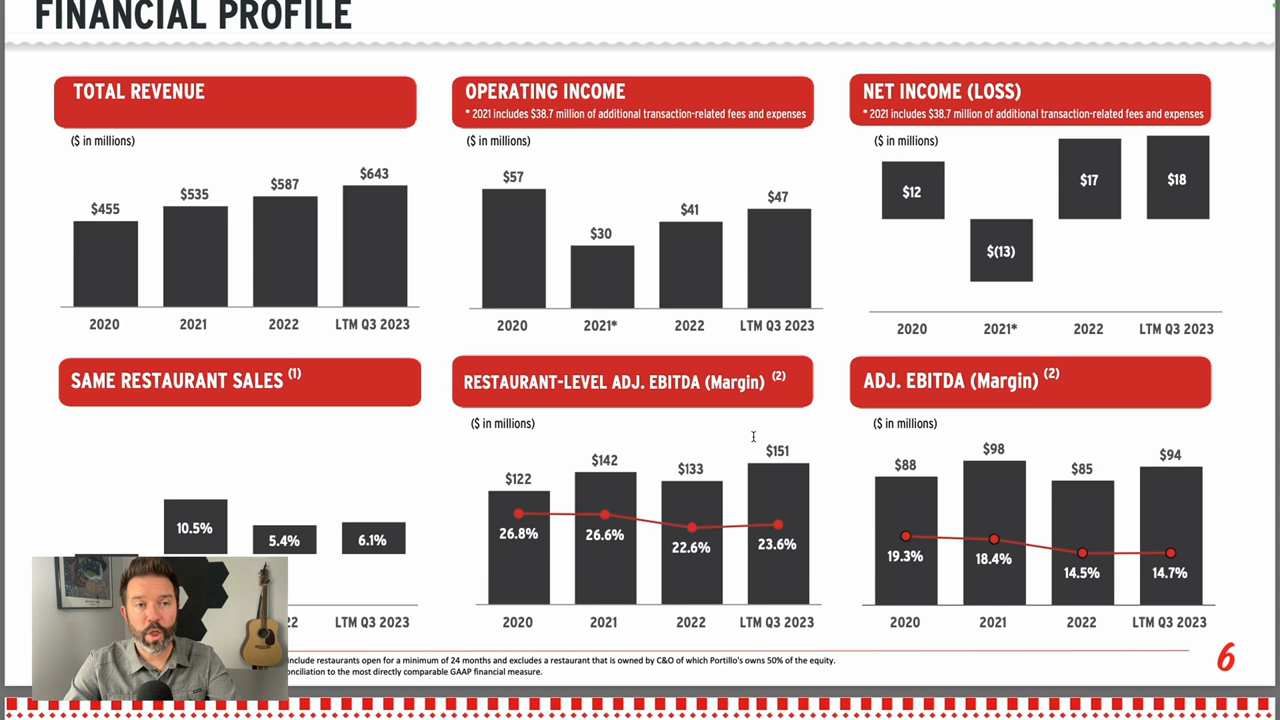 FINANCIAL PROFILE
TOTAL REVENUE
($ in millions)
$455
$535
$587
$643
2020
2021
2022
LTM Q3 2023
OPERATING INCOME
* 2021 includes $38.7 million of additional transaction-related fees and expenses
($ in millions)
$57
$30
$41
$47
2020
2021*
2022
LTM Q3 2023
NET INCOME (LOSS)
* 2021 includes $38.7 million of additional transaction-related fees and expenses
($ in millions)
$12
$(13)
$17
$18
2020
2021*
2022
LTM Q3 2023
SAME RESTAURANT SALES (1)
10.5%
5.4%
6.1%
22
LTM Q3 2023
RESTAURANT-LEVEL ADJ. EBITDA (Margin) (2)
($ in millions)
$122
$142
$133
$151
26.8%
26.6%
22.6%
23.6%
2020
2021
2022
LTM Q3 2023
ADJ. EBITDA (Margin) (2)
($ in millions)
$88
$98
$85
$94
19.3%
18.4%
14.5%
14.7%
2020
2021
2022
LTM Q3 2023
include restaurants open for a minimum of 24 months and excludes a restaurant that is owned by C&O of which Portillo's owns 50% of the equity.
onciliation to the most directly comparable GAAP financial measure.
6